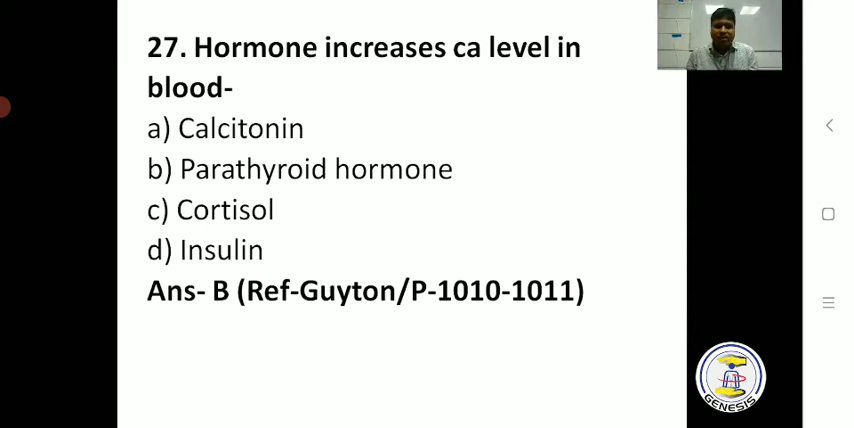 27. Hormone increases ca level in
blood-
a) Calcitonin
b) Parathyroid hormone
c) Cortisol
d) Insulin
Ans- B (Ref-Guyton/P-1010-1011)
GENESIS